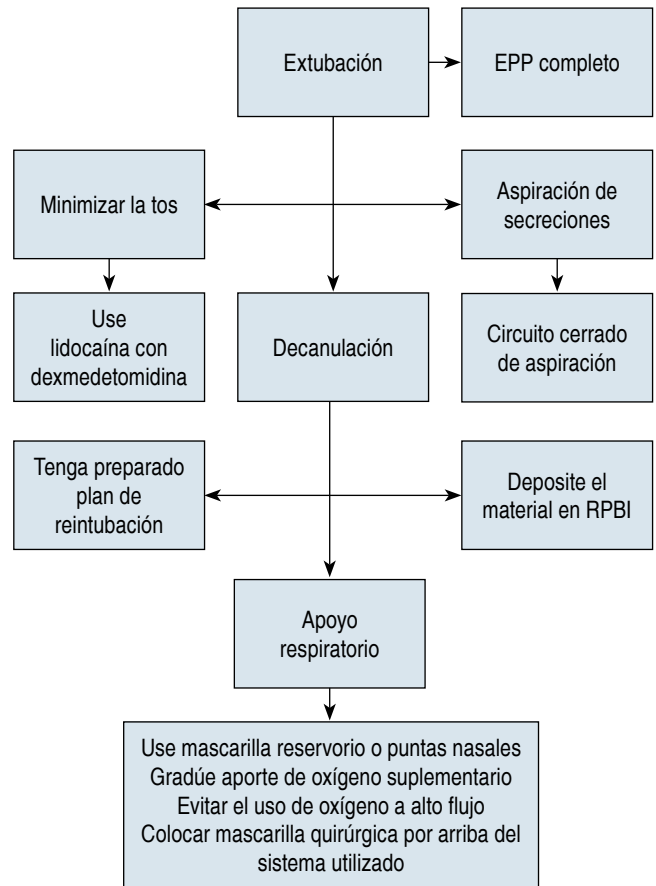 Extubación
EPP completo
Minimizar la tos
Aspiración de
secreciones
Use
lidocaína con
dexmedetomidina
Decanulación
Circuito cerrado
de aspiración
Tenga preparado
plan de
reintubación
Deposite el
material en RPBI
Apoyo
respiratorio
Use mascarilla reservorio o puntas nasales
Gradúe aporte de oxígeno suplementario
Evitar el uso de oxígeno a alto flujo
Colocar mascarilla quirúrgica por arriba del
sistema utilizado